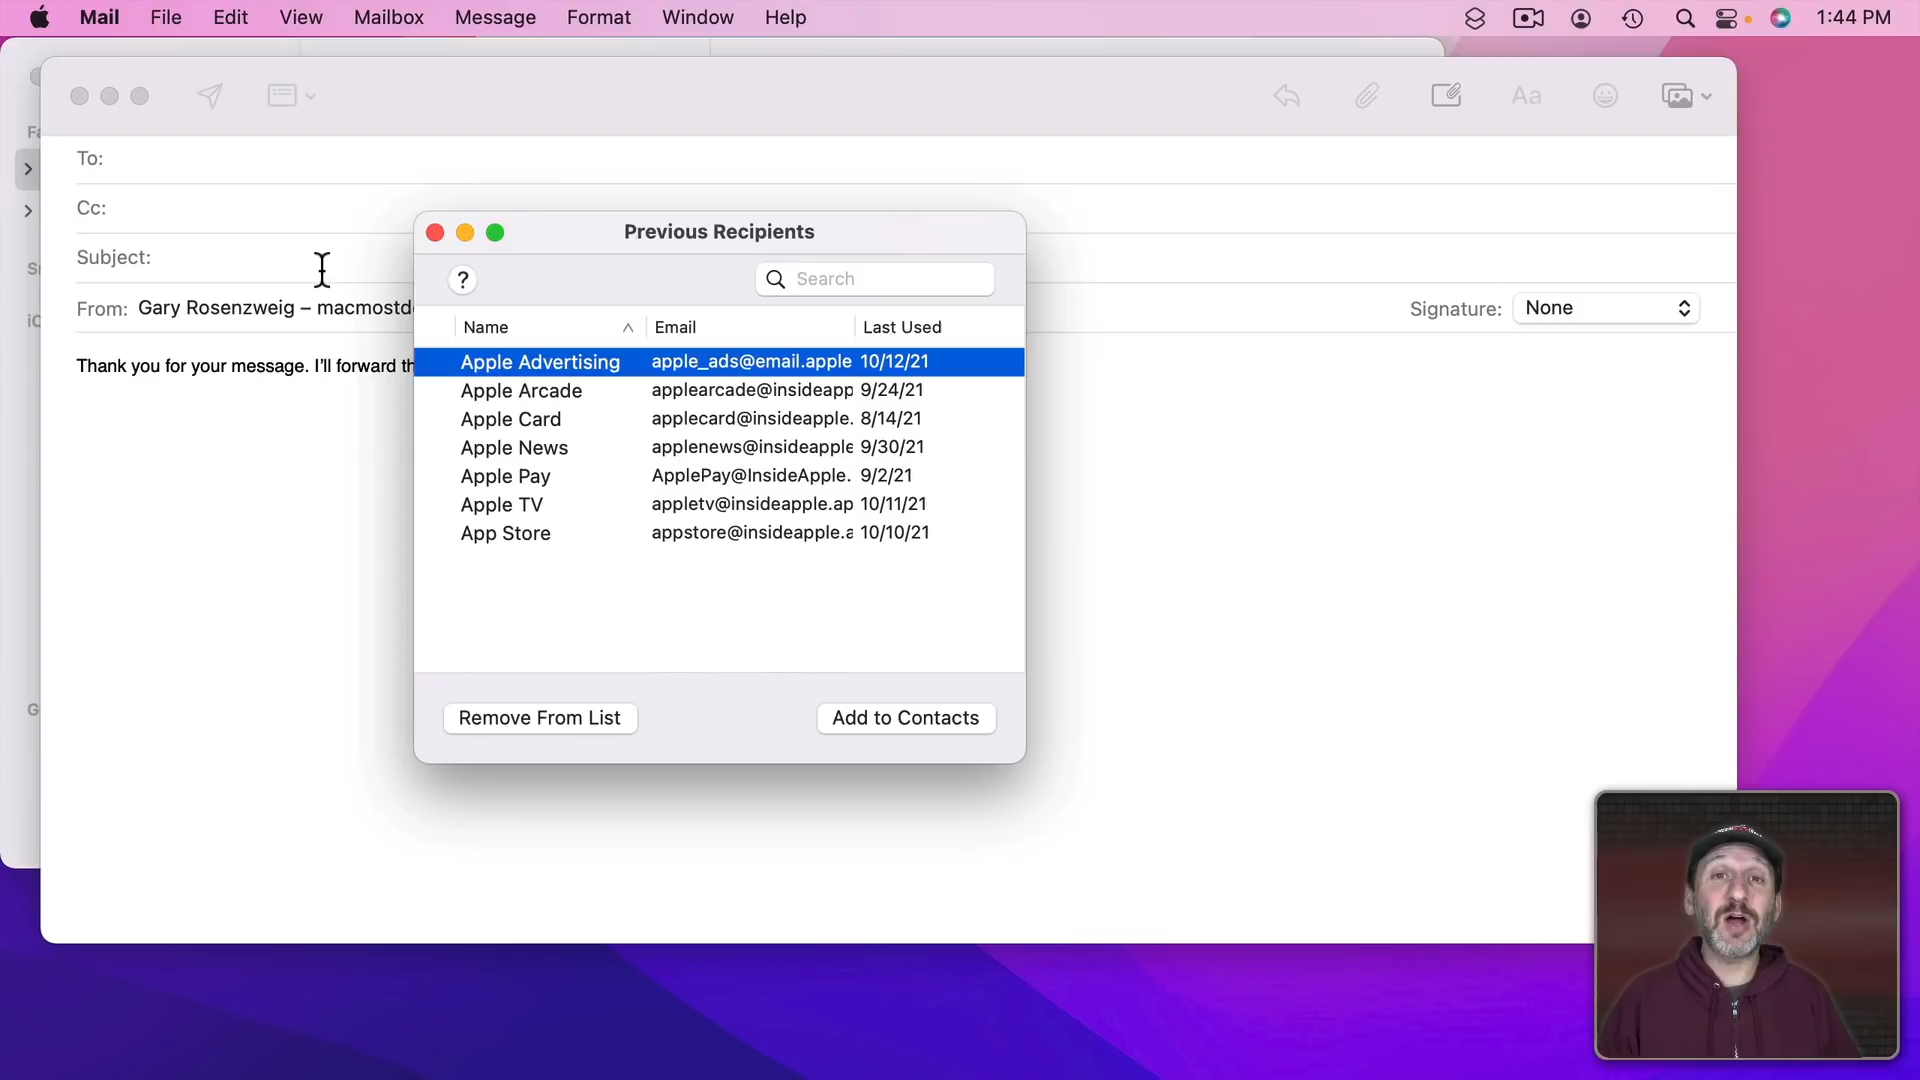 Mail File Edit View Mailbox Message Format Window Help 1:44 PM
Fa
To:
Cc:
Previous Recipients
Subject:
? Search
From: Gary Rosenzweig – macmostd Signature: None
Name Email Last Used
Thank you for your message. I'll forward th
Apple Advertising apple_ads@email.apple 10/12/21
Apple Arcade applearcade@insideapp 9/24/21
Apple Card applecard@insideapple. 8/14/21
Apple News applenews@insideapple 9/30/21
Apple Pay ApplePay@InsideApple. 9/2/21
Apple TV appletv@insideapple.ap 10/11/21
App Store appstore@insideapple.a 10/10/21
Remove From List Add to Contacts